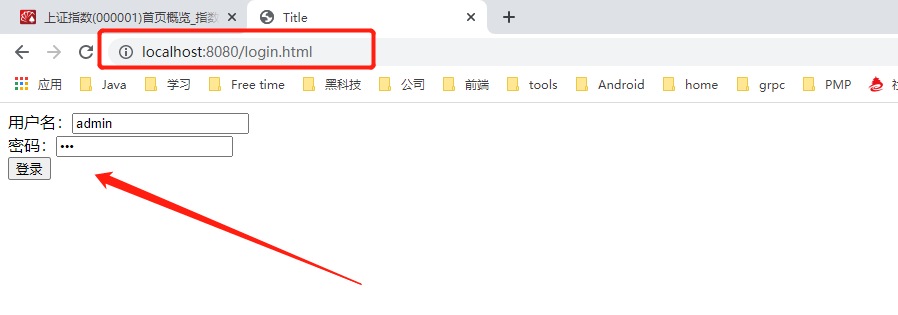 上证指数(000001)首页概览_指数
Title
localhost:8080/login.html
应用 Java 学习 Free time 黑科技 公司 前端 tools Android home grpc PMP
用户名：admin
密码：•••
登录